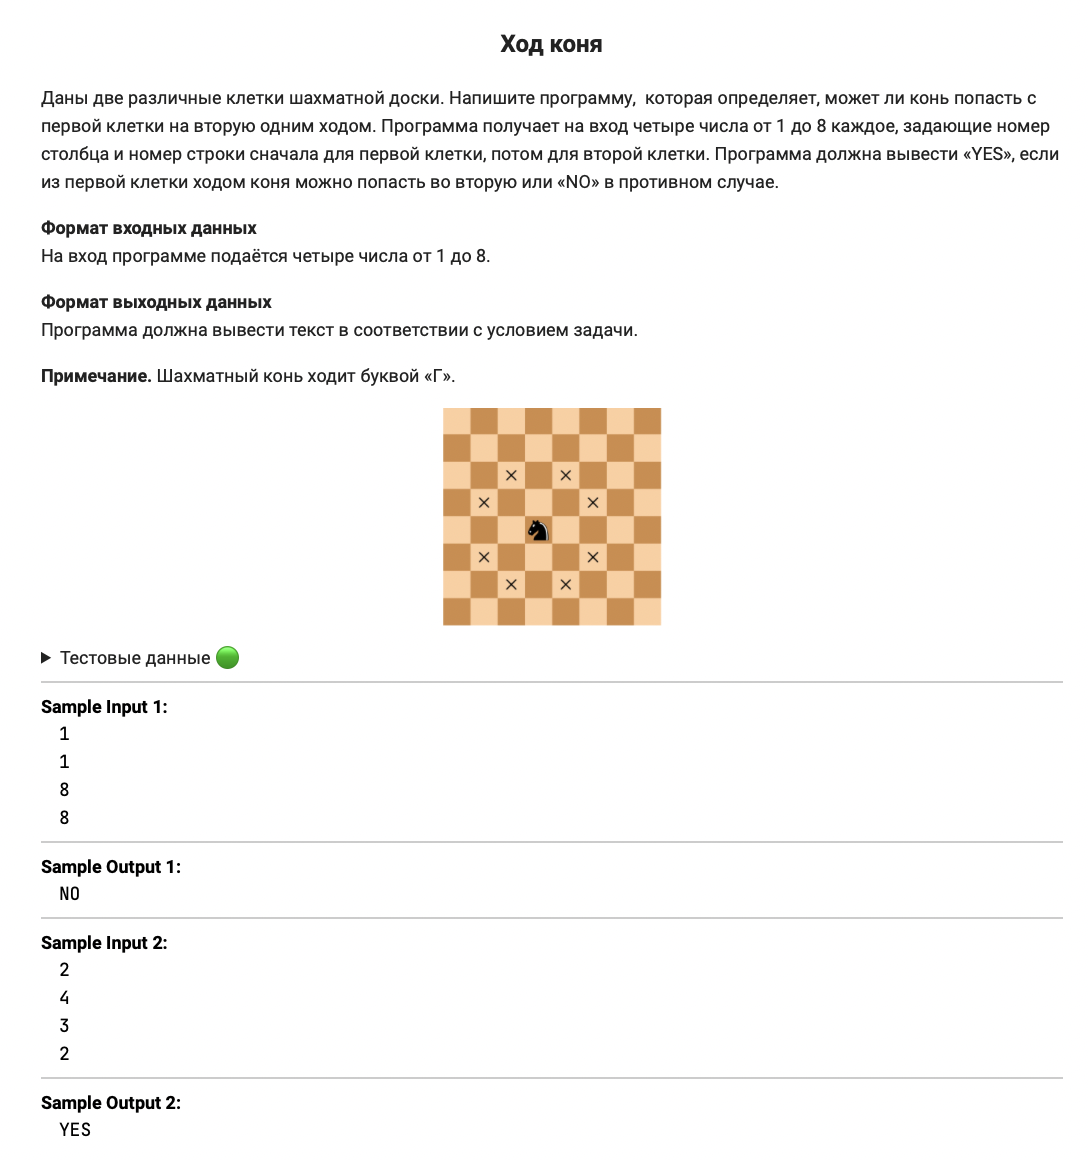 Ход коня
Даны две различные клетки шахматной доски. Напишите программу,  которая определяет, может ли конь попасть с
первой клетки на вторую одним ходом. Программа получает на вход четыре числа от 1 до 8 каждое, задающие номер
столбца и номер строки сначала для первой клетки, потом для второй клетки. Программа должна вывести «YES», если
из первой клетки ходом коня можно попасть во вторую или «NO» в противном случае.
Формат входных данных
На вход программе подаётся четыре числа от 1 до 8.
Формат выходных данных
Программа должна вывести текст в соответствии с условием задачи.
Примечание. Шахматный конь ходит буквой «Г».
Тестовые данные
Sample Input 1:
1
1
8
8
Sample Output 1:
NO
Sample Input 2:
2
4
3
2
Sample Output 2:
YES